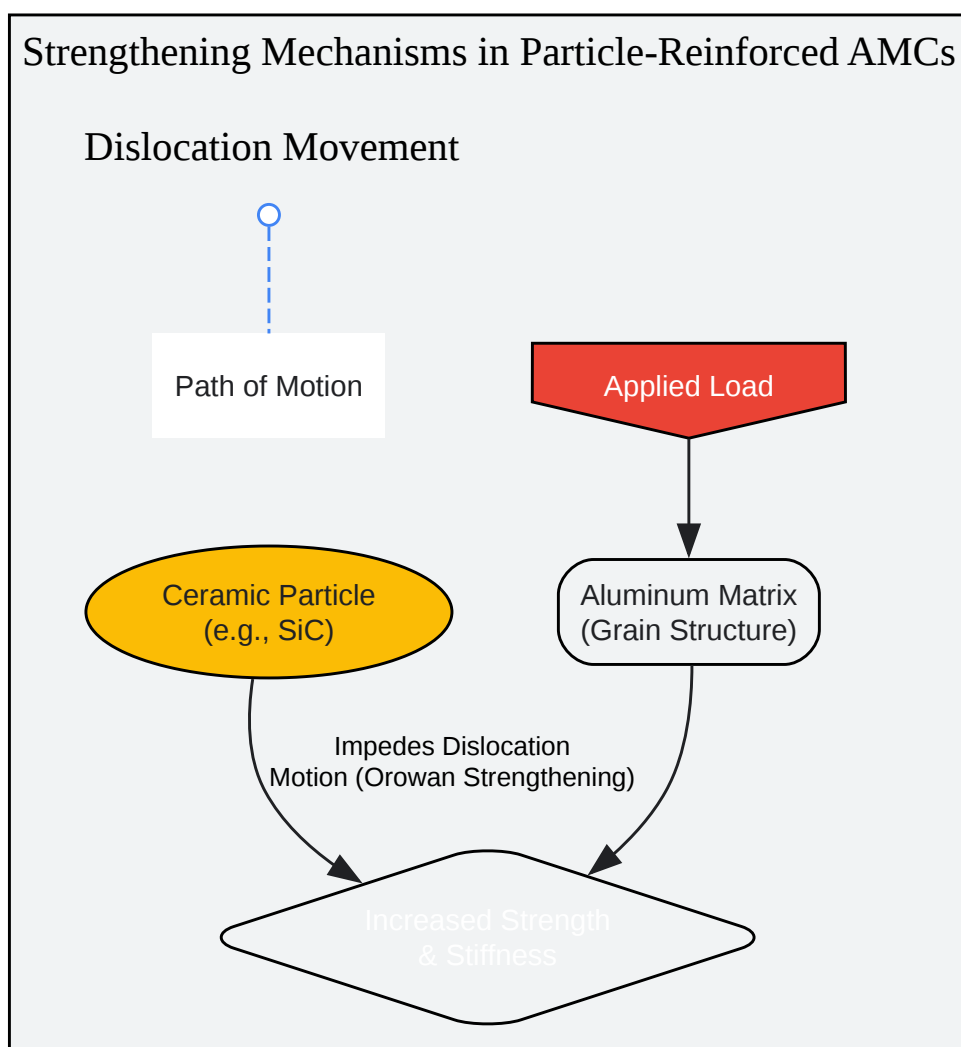 Strengthening Mechanisms in Particle-Reinforced AMCs
Dislocation Movement
Path of Motion
Applied Load
Ceramic Particle
(e.g., SiC)
Aluminum Matrix
(Grain Structure)
Impedes Dislocation
Motion (Orowan Strengthening)
Increased Strength
& Stiffness